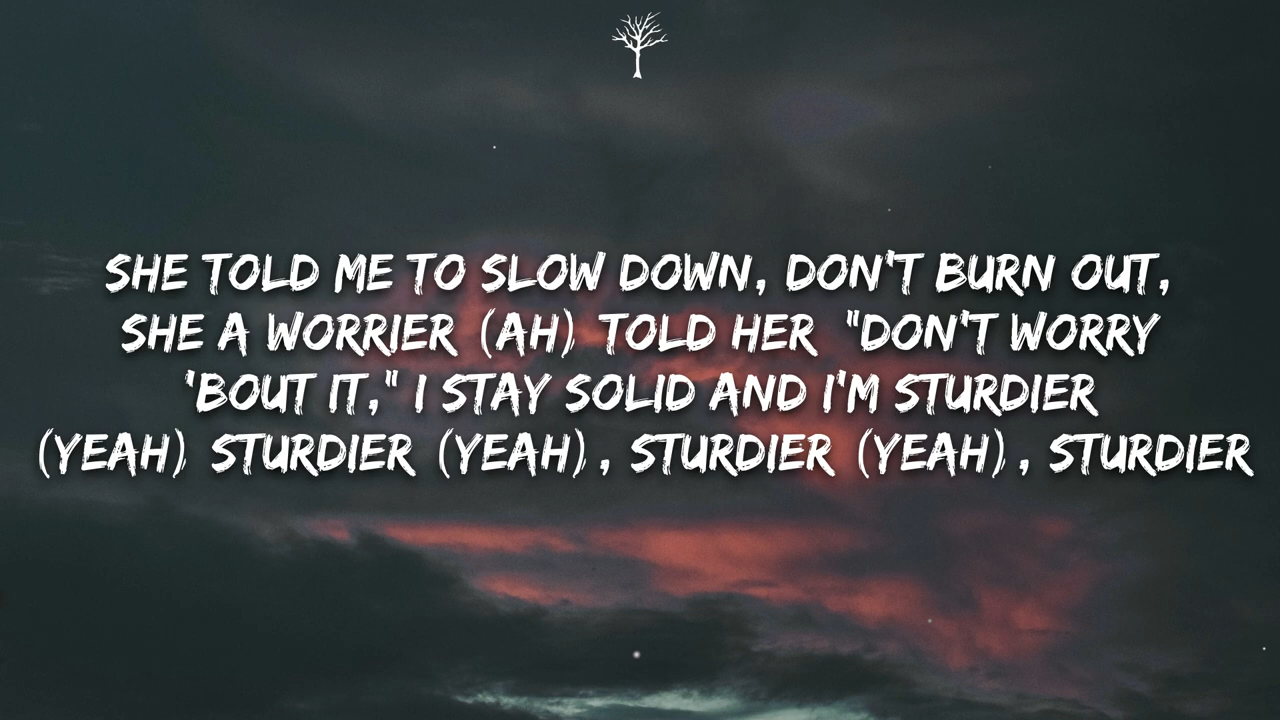 SHE TOLD ME TO SLOW DOWN, DON'T BURN OUT,
SHE A WORRIER (AH) TOLD HER "DON'T WORRY
'BOUT IT," I STAY SOLID AND I'M STURDIER
(YEAH) STURDIER (YEAH), STURDIER (YEAH), STURDIER